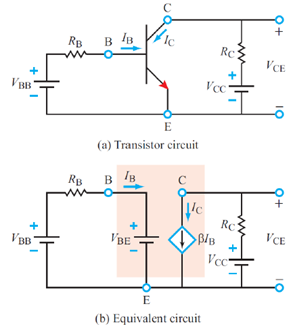 C
R_B B I_B I_C R_C +
V_BB + − V_CC + − V_CE
E −
(a) Transistor circuit
R_B B I_B C
I_C +
V_BB + − V_BE + − βI_B R_C V_CC + − V_CE
E −
(b) Equivalent circuit